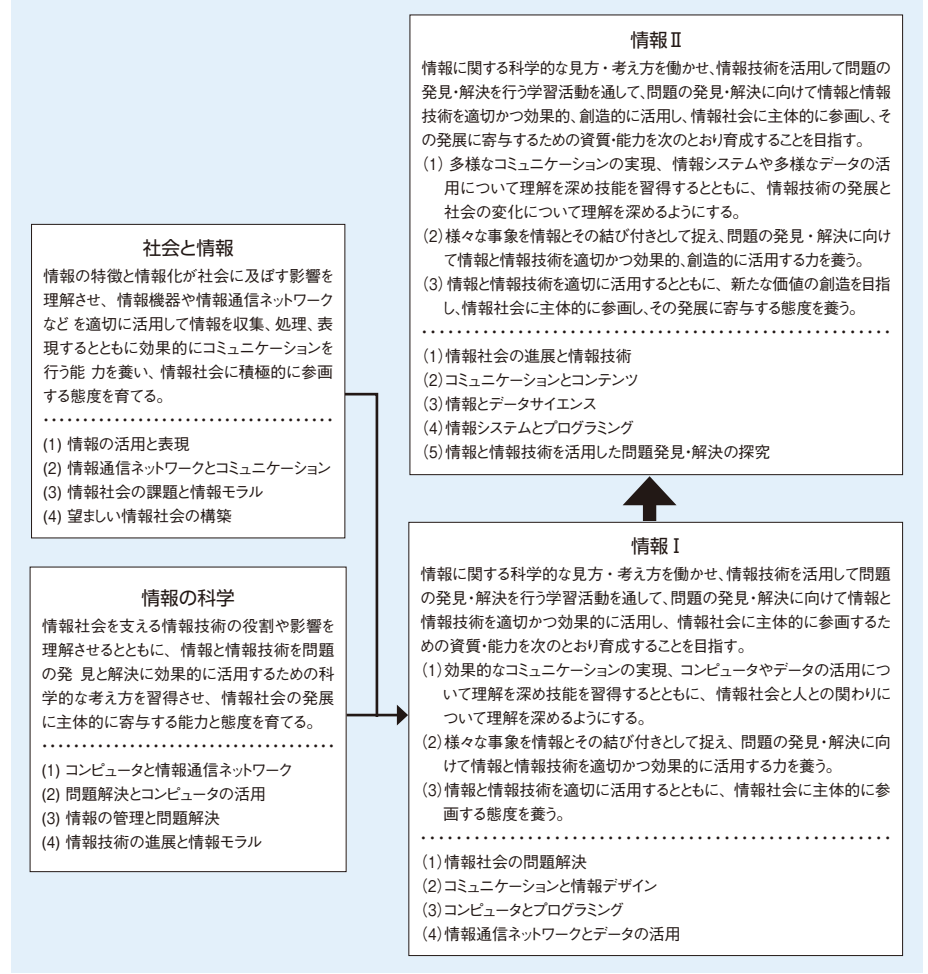 社会と情報
情報の特徴と情報化が社会に及ぼす影響を
理解させ、情報機器や情報通信ネットワーク
など を適切に活用して情報を収集、処理、表
現するとともに効果的にコミュニケーションを
行う能 力を養い、情報社会に積極的に参画
する態度を育てる。
(1) 情報の活用と表現
(2) 情報通信ネットワークとコミュニケーション
(3) 情報社会の課題と情報モラル
(4) 望ましい情報社会の構築
情報の科学
情報社会を支える情報技術の役割や影響を
理解させるとともに、情報と情報技術を問題
の発 見と解決に効果的に活用するための科
学的な考え方を習得させ、情報社会の発展
に主体的に寄与する能力と態度を育てる。
(1) コンピュータと情報通信ネットワーク
(2) 問題解決とコンピュータの活用
(3) 情報の管理と問題解決
(4) 情報技術の進展と情報モラル
情報Ⅱ
情報に関する科学的な見方・考え方を働かせ、情報技術を活用して問題の
発見・解決を行う学習活動を通して、問題の発見・解決に向けて情報と情報
技術を適切かつ効果的、創造的に活用し、情報社会に主体的に参画し、そ
の発展に寄与するための資質・能力を次のとおり育成することを目指す。
(1) 多様なコミュニケーションの実現、情報システムや多様なデータの活
用について理解を深め技能を習得するとともに、情報技術の発展と
社会の変化について理解を深めるようにする。
(2)様々な事象を情報とその結び付きとして捉え、問題の発見・解決に向け
て情報と情報技術を適切かつ効果的、創造的に活用する力を養う。
(3) 情報と情報技術を適切に活用するとともに、新たな価値の創造を目指
し、情報社会に主体的に参画し、その発展に寄与する態度を養う。
(1)情報社会の進展と情報技術
(2)コミュニケーションとコンテンツ
(3)情報とデータサイエンス
(4)情報システムとプログラミング
(5)情報と情報技術を活用した問題発見・解決の探究
情報Ⅰ
情報に関する科学的な見方・考え方を働かせ、情報技術を活用して問題
の発見・解決を行う学習活動を通して、問題の発見・解決に向けて情報と
情報技術を適切かつ効果的に活用し、情報社会に主体的に参画するた
めの資質・能力を次のとおり育成することを目指す。
(1)効果的なコミュニケーションの実現、コンピュータやデータの活用につ
いて理解を深め技能を習得するとともに、情報社会と人との関わりに
ついて理解を深めるようにする。
(2)様々な事象を情報とその結び付きとして捉え、問題の発見・解決に向
けて情報と情報技術を適切かつ効果的に活用する力を養う。
(3)情報と情報技術を適切に活用するとともに、情報社会に主体的に参
画する態度を養う。
(1)情報社会の問題解決
(2)コミュニケーションと情報デザイン
(3)コンピュータとプログラミング
(4)情報通信ネットワークとデータの活用